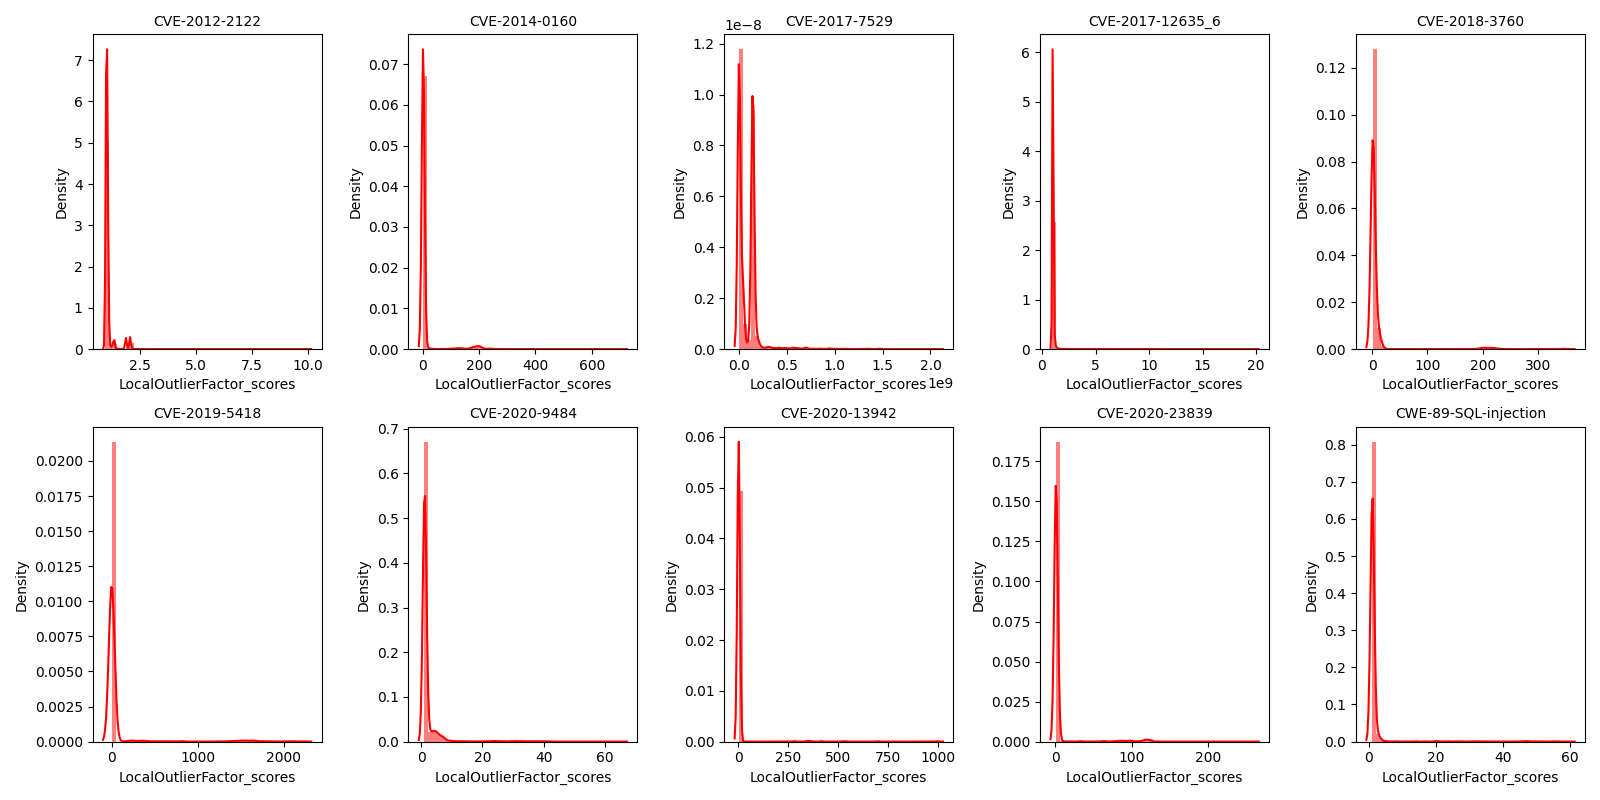 CVE-2012-2122
Density
7
6
5
4
3
2
1
0
2.5 5.0 7.5 10.0
LocalOutlierFactor_scores
CVE-2014-0160
Density
0.07
0.06
0.05
0.04
0.03
0.02
0.01
0.00
0 200 400 600
LocalOutlierFactor_scores
1e−8
CVE-2017-7529
Density
1.2
1.0
0.8
0.6
0.4
0.2
0.0
0.0 0.5 1.0 1.5 2.0
LocalOutlierFactor_scores
1e9
CVE-2017-12635_6
Density
6
5
4
3
2
1
0
0 5 10 15 20
LocalOutlierFactor_scores
CVE-2018-3760
Density
0.12
0.10
0.08
0.06
0.04
0.02
0.00
0 100 200 300
LocalOutlierFactor_scores
CVE-2019-5418
Density
0.0200
0.0175
0.0150
0.0125
0.0100
0.0075
0.0050
0.0025
0.0000
0 1000 2000
LocalOutlierFactor_scores
CVE-2020-9484
Density
0.7
0.6
0.5
0.4
0.3
0.2
0.1
0.0
0 20 40 60
LocalOutlierFactor_scores
CVE-2020-13942
Density
0.06
0.05
0.04
0.03
0.02
0.01
0.00
0 250 500 750 1000
LocalOutlierFactor_scores
CVE-2020-23839
Density
0.175
0.150
0.125
0.100
0.075
0.050
0.025
0.000
0 100 200
LocalOutlierFactor_scores
CWE-89-SQL-injection
Density
0.8
0.7
0.6
0.5
0.4
0.3
0.2
0.1
0.0
0 20 40 60
LocalOutlierFactor_scores